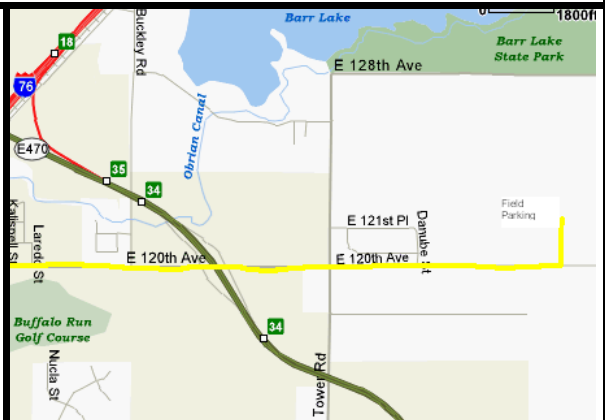 0 1800ft
Barr Lake
Barr Lake
State Park
18
Buckley Rd
E 128th Ave
76
Obrian Canal
E470
35
34
Field
Parking
E 121st Pl
Danube St
Kalispell St
Laredo St
E 120th Ave
E 120th Ave
Buffalo Run
Golf Course
34
Nucla St
Tower Rd